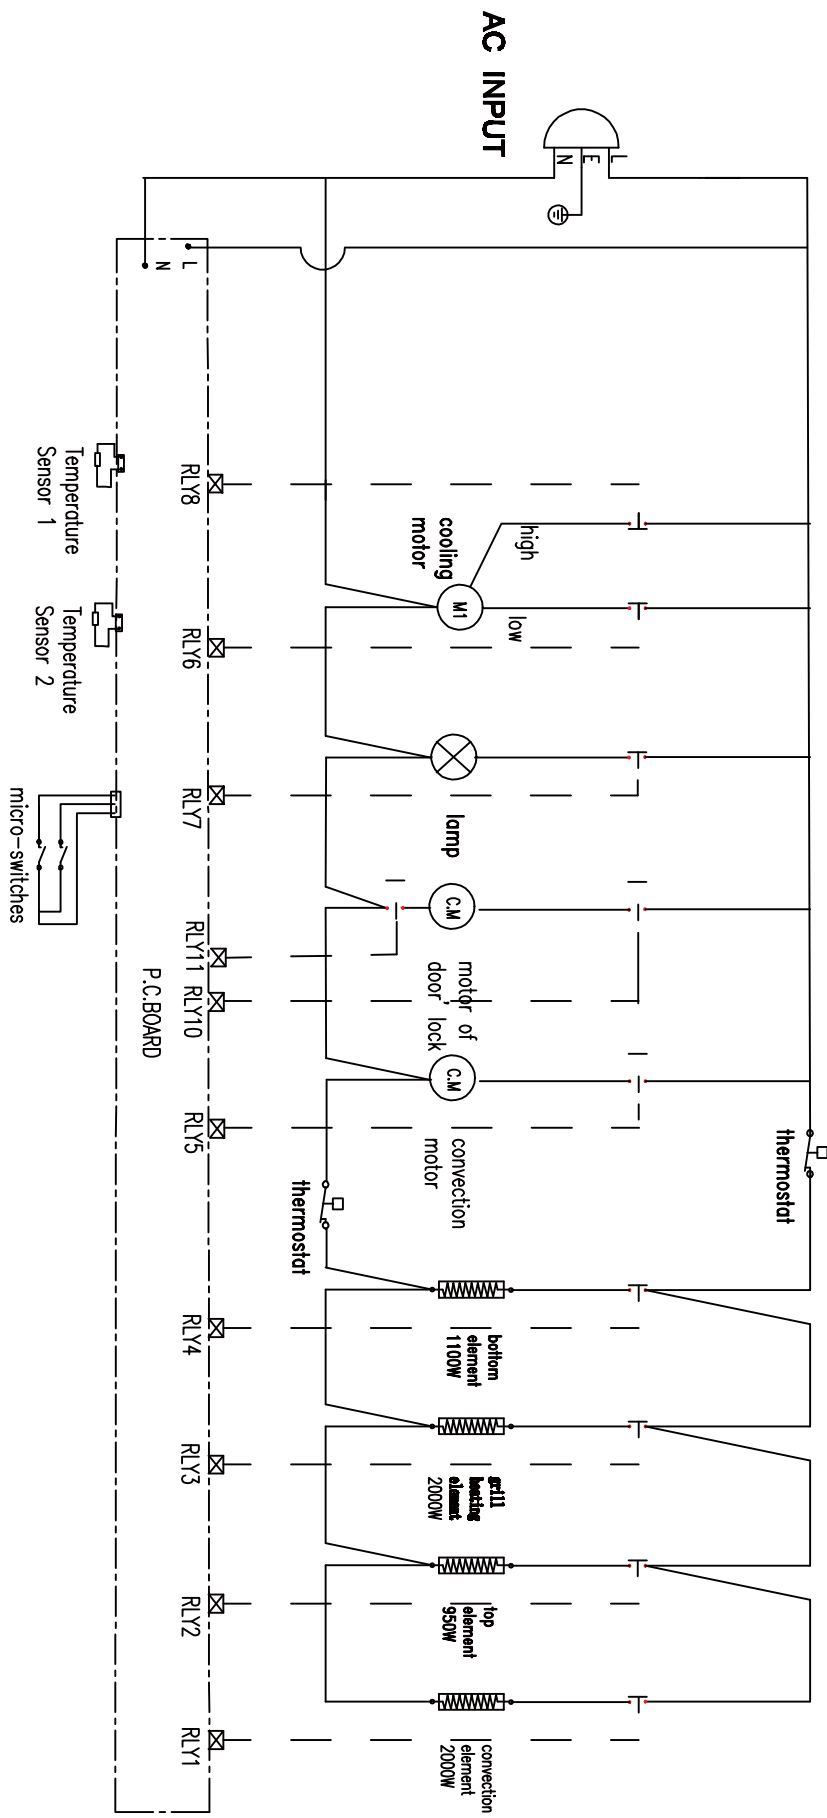 AC INPUT
L
E
N
L
N
RLY8
RLY6
RLY7
RLY11
RLY10
RLY5
RLY4
RLY3
RLY2
RLY1
Temperature
Sensor 1
Temperature
Sensor 2
micro-switches
P.C.BOARD
high
low
cooling
motor
M1
lamp
C.M
motor of
door' lock
C.M
convection
motor
thermostat
thermostat
bottom
element
1100W
grill
heating
element
2000W
top
element
950W
convection
element
2000W